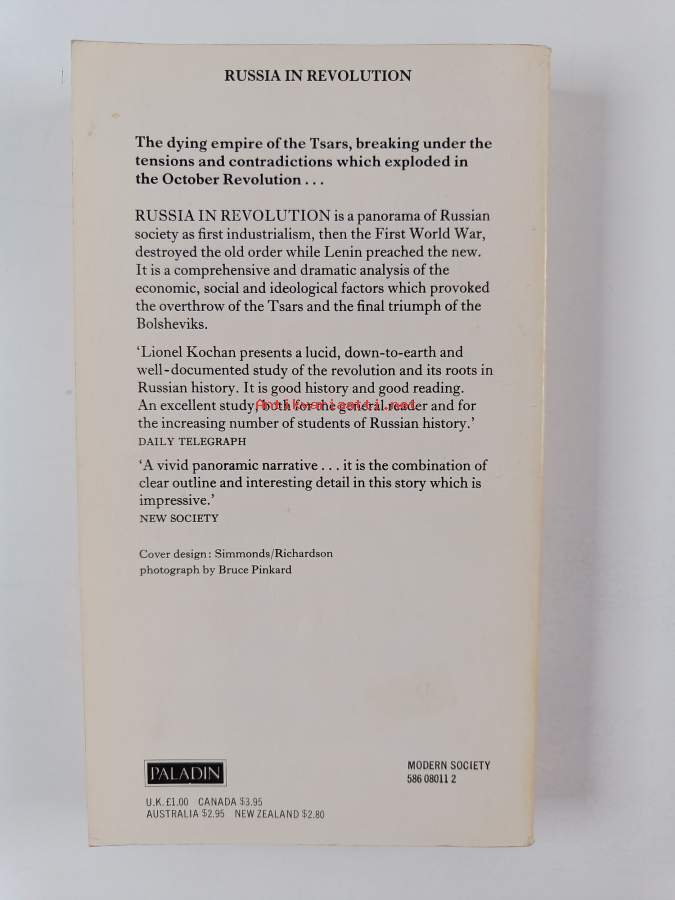 RUSSIA IN REVOLUTION
The dying empire of the Tsars, breaking under the
tensions and contradictions which exploded in
the October Revolution . . .
RUSSIA IN REVOLUTION is a panorama of Russian
society as first industrialism, then the First World War,
destroyed the old order while Lenin preached the new.
It is a comprehensive and dramatic analysis of the
economic, social and ideological factors which provoked
the overthrow of the Tsars and the final triumph of the
Bolsheviks.
‘Lionel Kochan presents a lucid, down-to-earth and
well-documented study of the revolution and its roots in
Russian history. It is good history and good reading.
An excellent study, both for the general reader and for
the increasing number of students of Russian history.’
DAILY TELEGRAPH
‘A vivid panoramic narrative . . . it is the combination of
clear outline and interesting detail in this story which is
impressive.’
NEW SOCIETY
Cover design: Simmonds/Richardson
photograph by Bruce Pinkard
PALADIN
MODERN SOCIETY
586 08011 2
U.K. £1.00 CANADA $3.95
AUSTRALIA $2.95 NEW ZEALAND $2.80